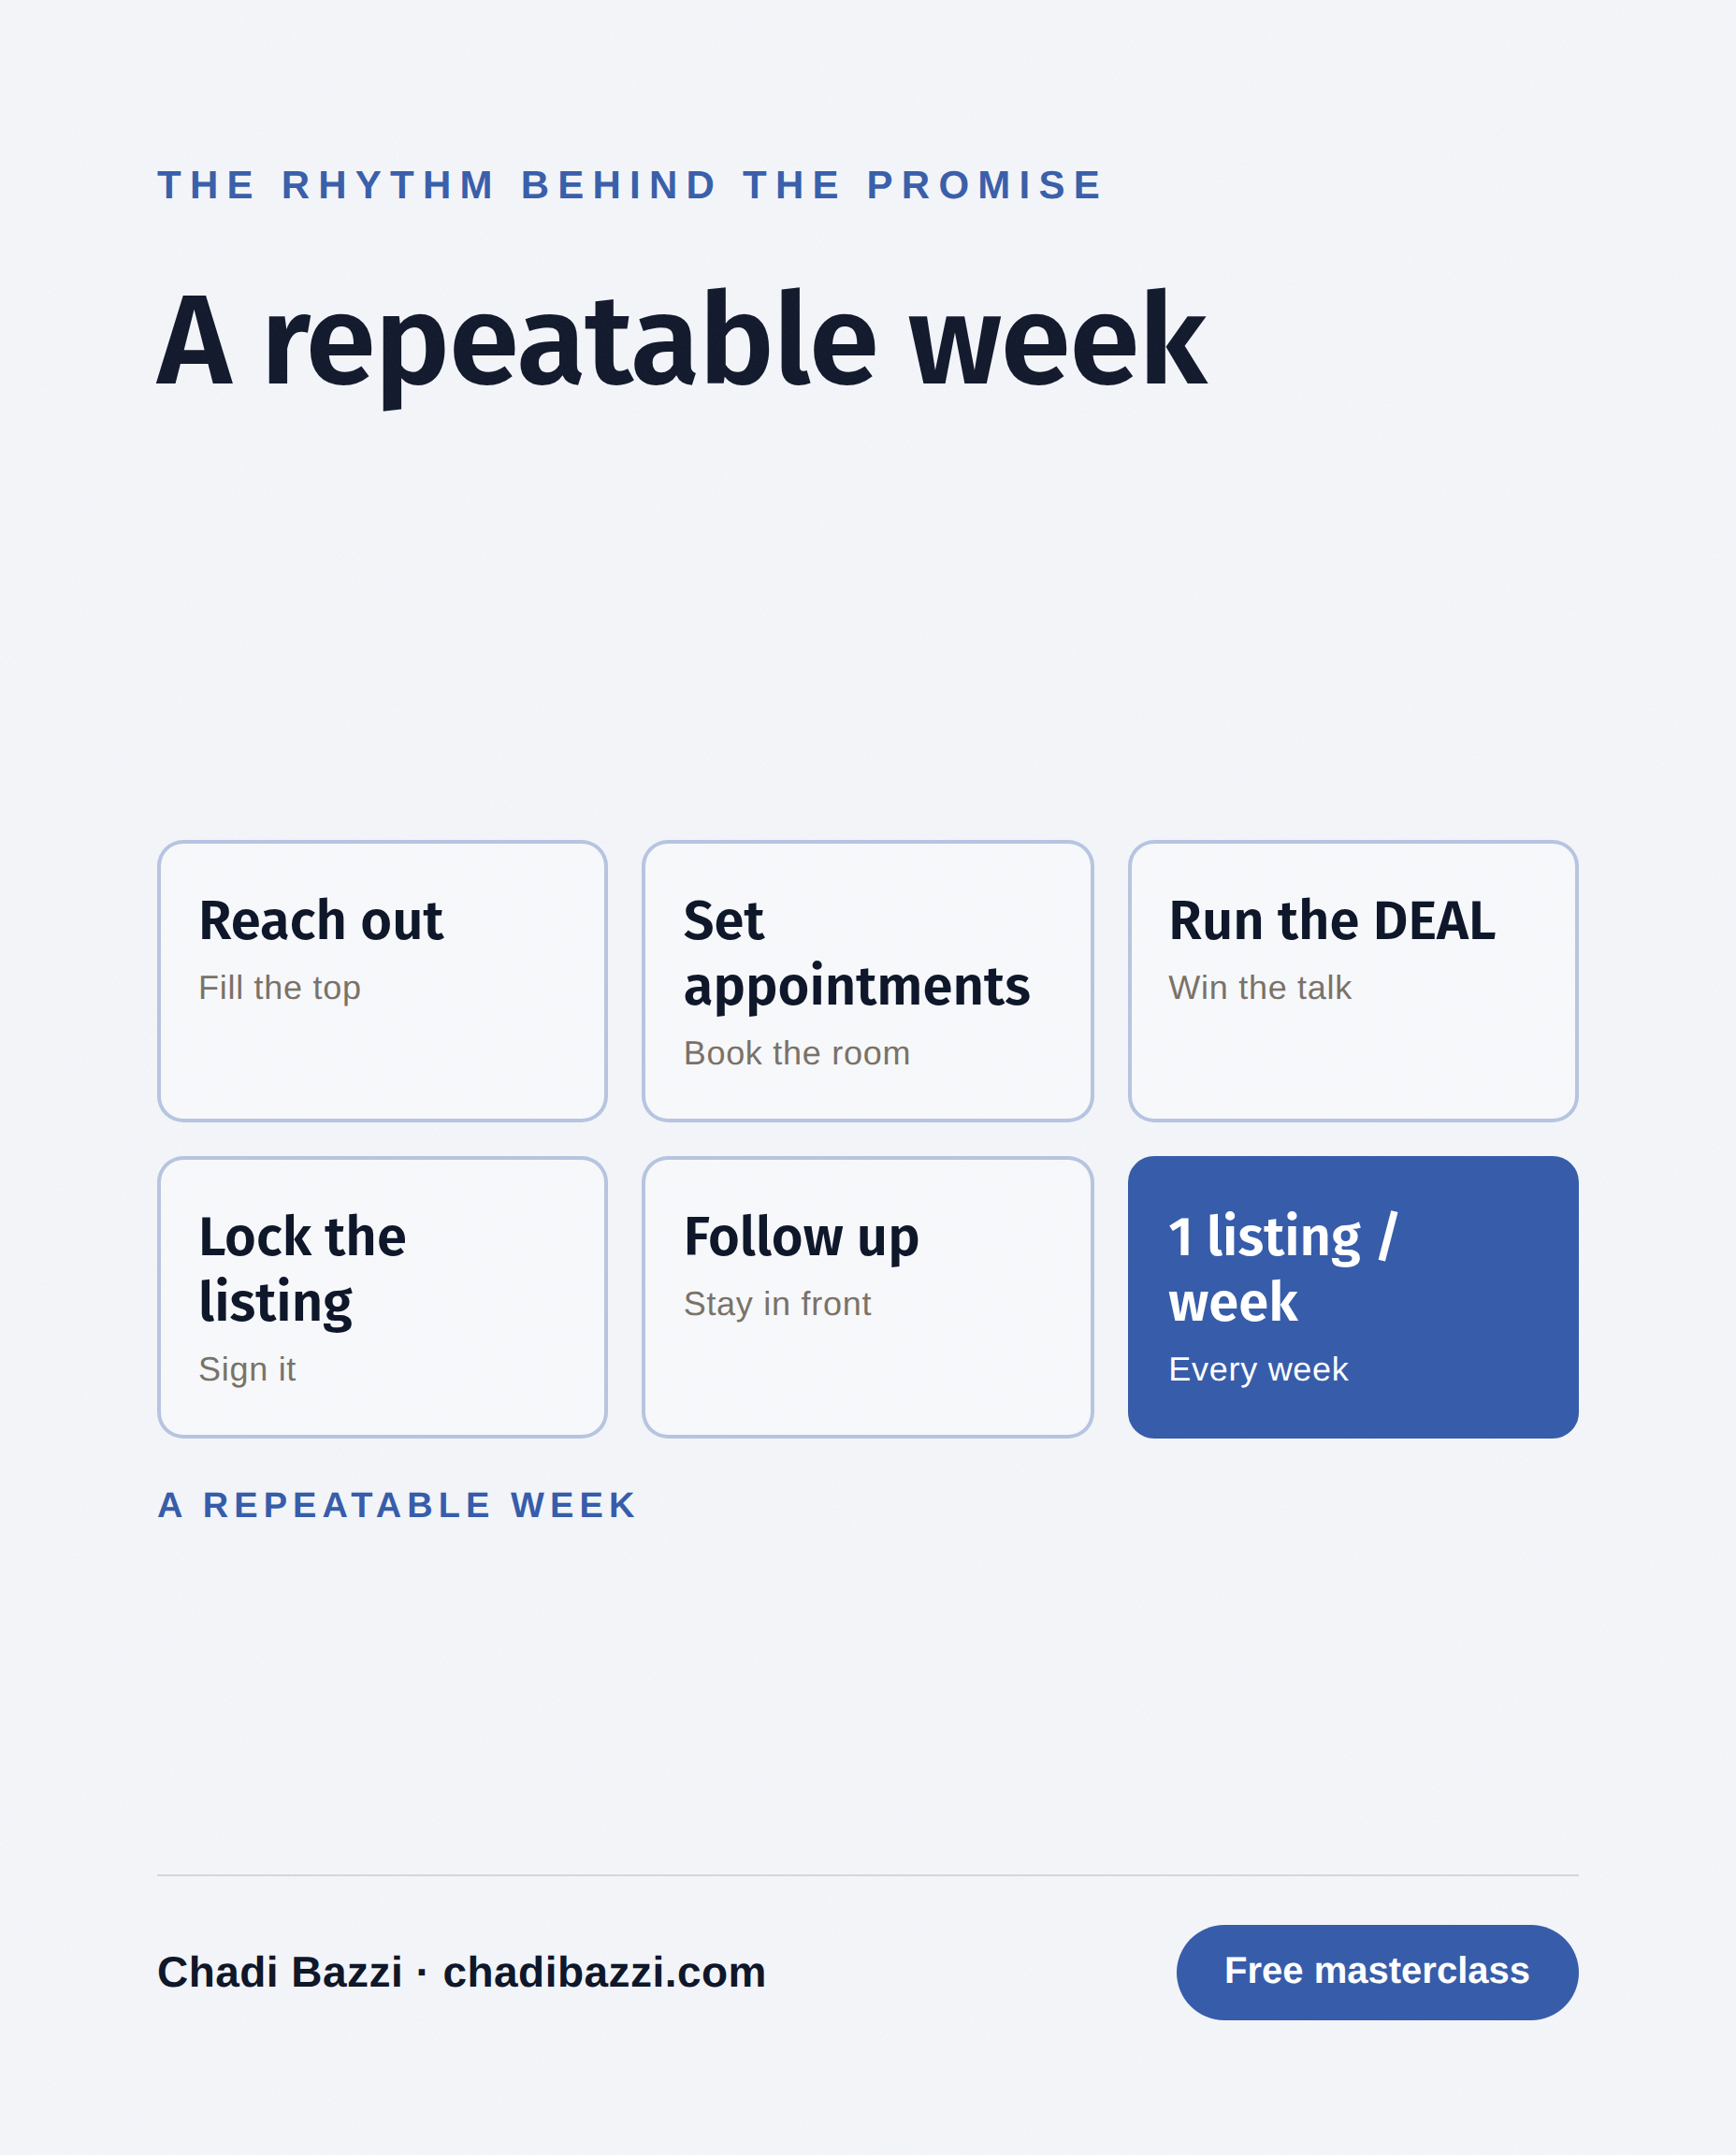 THE RHYTHM BEHIND THE PROMISE
A repeatable week
Reach out
Fill the top
Set
appointments
Book the room
Run the DEAL
Win the talk
Lock the
listing
Sign it
Follow up
Stay in front
1 listing /
week
Every week
A REPEATABLE WEEK
Chadi Bazzi · chadibazzi.com
Free masterclass